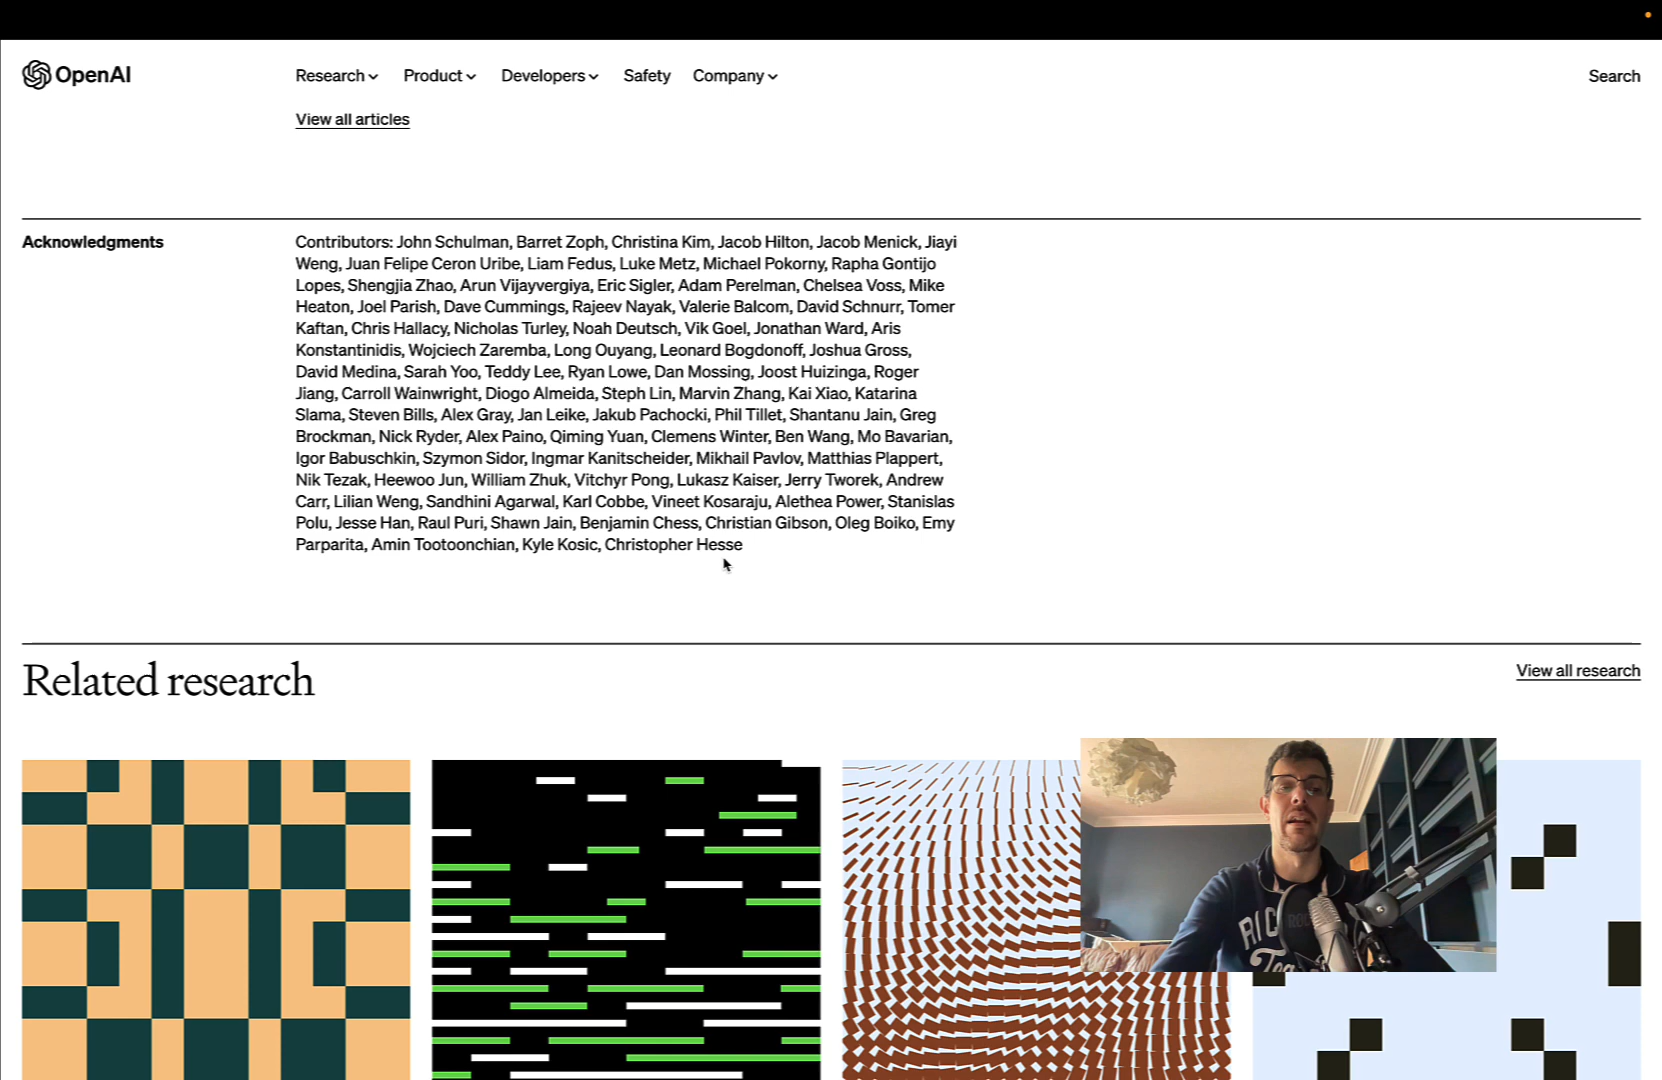 OpenAI
Research Product Developers Safety Company
Search
View all articles
Acknowledgments
Contributors: John Schulman, Barret Zoph, Christina Kim, Jacob Hilton, Jacob Menick, Jiayi
Weng, Juan Felipe Ceron Uribe, Liam Fedus, Luke Metz, Michael Pokorny, Rapha Gontijo
Lopes, Shengjia Zhao, Arun Vijayvergiya, Eric Sigler, Adam Perelman, Chelsea Voss, Mike
Heaton, Joel Parish, Dave Cummings, Rajeev Nayak, Valerie Balcom, David Schnurr, Tomer
Kaftan, Chris Hallacy, Nicholas Turley, Noah Deutsch, Vik Goel, Jonathan Ward, Aris
Konstantinidis, Wojciech Zaremba, Long Ouyang, Leonard Bogdonoff, Joshua Gross,
David Medina, Sarah Yoo, Teddy Lee, Ryan Lowe, Dan Mossing, Joost Huizinga, Roger
Jiang, Carroll Wainwright, Diogo Almeida, Steph Lin, Marvin Zhang, Kai Xiao, Katarina
Slama, Steven Bills, Alex Gray, Jan Leike, Jakub Pachocki, Phil Tillet, Shantanu Jain, Greg
Brockman, Nick Ryder, Alex Paino, Qiming Yuan, Clemens Winter, Ben Wang, Mo Bavarian,
Igor Babuschkin, Szymon Sidor, Ingmar Kanitscheider, Mikhail Pavlov, Matthias Plappert,
Nik Tezak, Heewoo Jun, William Zhuk, Vitchyr Pong, Lukasz Kaiser, Jerry Tworek, Andrew
Carr, Lilian Weng, Sandhini Agarwal, Karl Cobbe, Vineet Kosaraju, Alethea Power, Stanislas
Polu, Jesse Han, Raul Puri, Shawn Jain, Benjamin Chess, Christian Gibson, Oleg Boiko, Emy
Parparita, Amin Tootoonchian, Kyle Kosic, Christopher Hesse
Related research
View all research